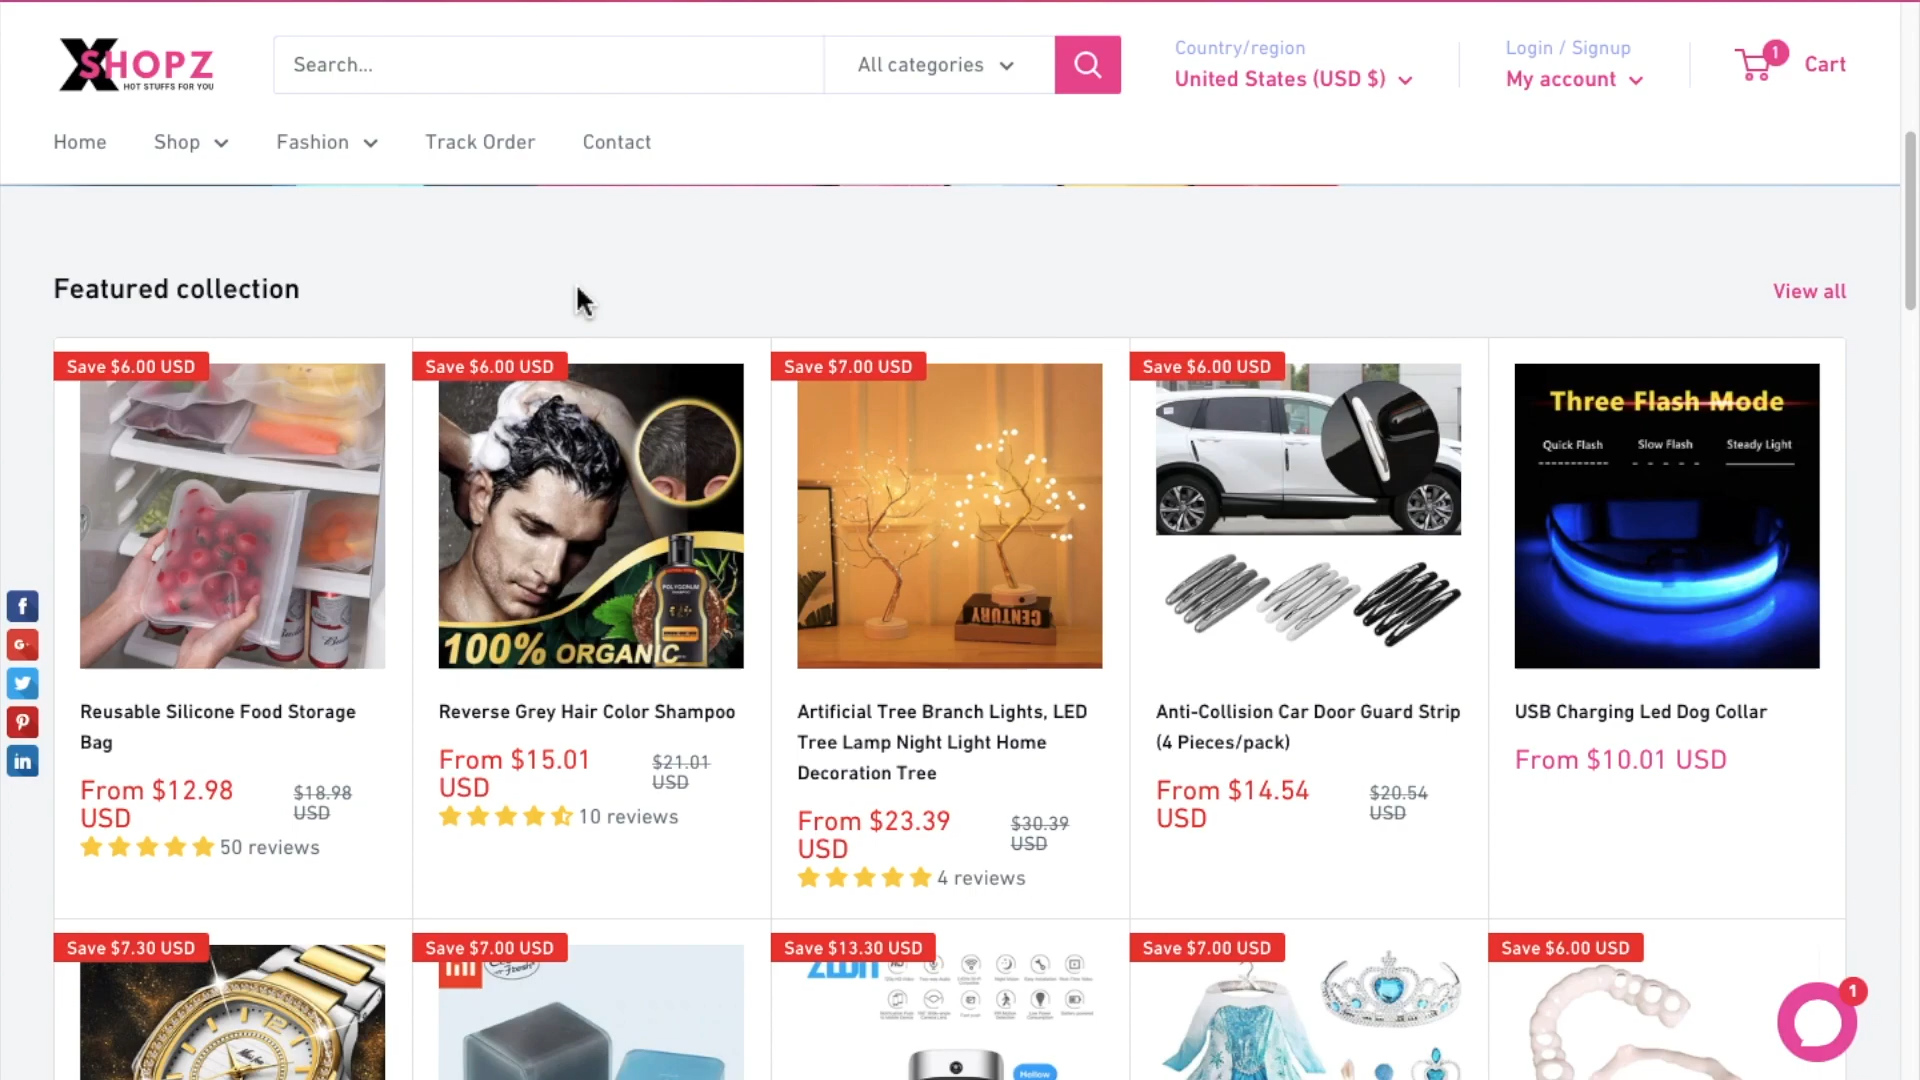 XSHOPZ
HOT STUFFS FOR YOU
Search...
All categories
Country/region
United States (USD $)
Login / Signup
My account
1
Cart
Home
Shop
Fashion
Track Order
Contact
Featured collection
View all
Save $6.00 USD
Save $6.00 USD
Save $7.00 USD
Save $6.00 USD
POLYGONUM
100% ORGANIC
CENTURY
Three Flash Mode
Quick Flash
Slow Flash
Steady Light
f
G+
in
Reusable Silicone Food Storage
Bag
From $12.98
USD
$18.98
USD
50 reviews
Reverse Grey Hair Color Shampoo
From $15.01
USD
$21.01
USD
10 reviews
Artificial Tree Branch Lights, LED
Tree Lamp Night Light Home
Decoration Tree
From $23.39
USD
$30.39
USD
4 reviews
Anti-Collision Car Door Guard Strip
(4 Pieces/pack)
From $14.54
USD
$20.54
USD
USB Charging Led Dog Collar
From $10.01 USD
Save $7.30 USD
Save $7.00 USD
Save $13.30 USD
Save $7.00 USD
Save $6.00 USD
Hellow
1